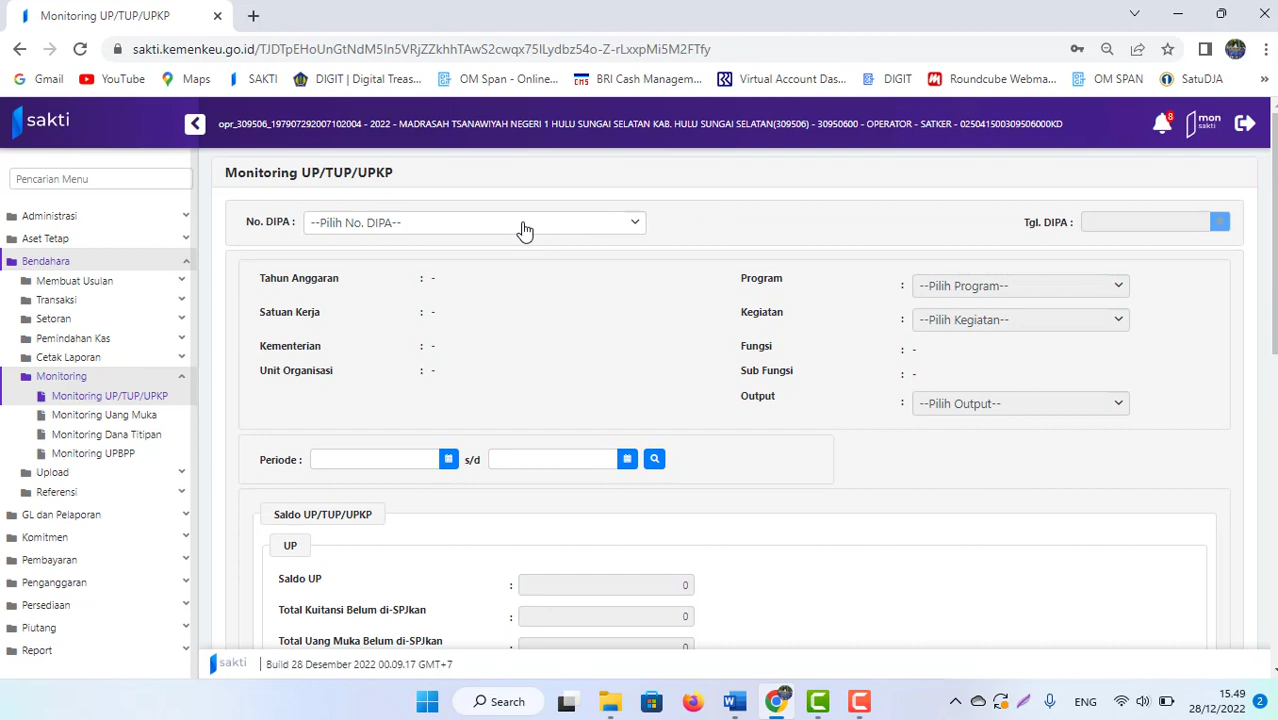 Monitoring UP/TUP/UPKP
sakti.kemenkeu.go.id/TJDTpEHoUnGtNdM5In5VRjZZkhhTAwS2cwqx75ILydbz54o-Z-rLxxpMi5M2FTfy
Gmail YouTube Maps SAKTI DIGIT | Digital Treas... OM Span - Online... CMS BRI Cash Managem... Virtual Account Das... DIGIT Roundcube Webma... OM SPAN SatuDJA »
sakti opr_309506_197907292007102004 - 2022 - MADRASAH TSANAWIYAH NEGERI 1 HULU SUNGAI SELATAN KAB. HULU SUNGAI SELATAN(309506) - 30950600 - OPERATOR - SATKER - 025041500309506000KD 8 mon sakti
Pencarian Menu
Administrasi
Aset Tetap
Bendahara
Membuat Usulan
Transaksi
Setoran
Pemindahan Kas
Cetak Laporan
Monitoring
Monitoring UP/TUP/UPKP
Monitoring Uang Muka
Monitoring Dana Titipan
Monitoring UPBPP
Upload
Referensi
GL dan Pelaporan
Komitmen
Pembayaran
Penganggaran
Persediaan
Piutang
Report
Monitoring UP/TUP/UPKP
No. DIPA : --Pilih No. DIPA-- Tgl. DIPA :
Tahun Anggaran : - Program : --Pilih Program--
Satuan Kerja : - Kegiatan : --Pilih Kegiatan--
Kementerian : - Fungsi : -
Unit Organisasi : - Sub Fungsi : -
Output : --Pilih Output--
Periode : s/d
Saldo UP/TUP/UPKP
UP
Saldo UP : 0
Total Kuitansi Belum di-SPJkan : 0
Total Uang Muka Belum di-SPJkan : 0
sakti | Build 28 Desember 2022 00.09.17 GMT+7
Search ENG 15.49
28/12/2022 2